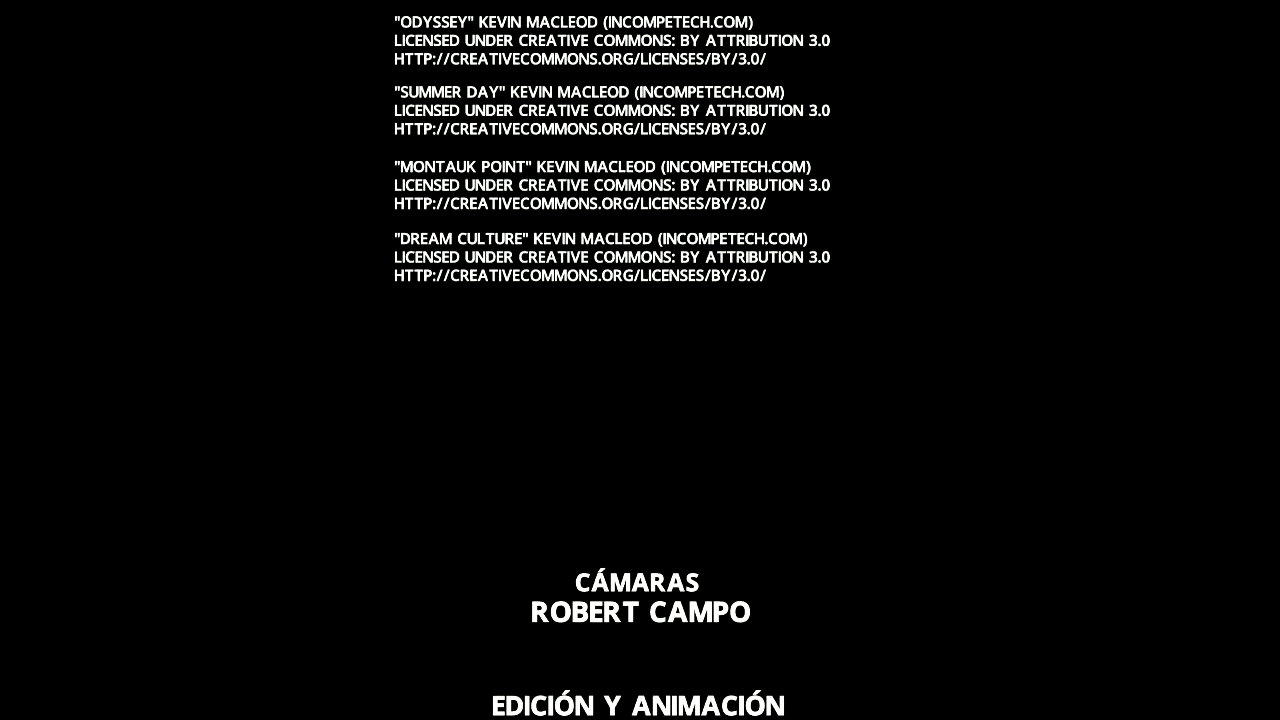 "ODYSSEY" KEVIN MACLEOD (INCOMPETECH.COM)
LICENSED UNDER CREATIVE COMMONS: BY ATTRIBUTION 3.0
HTTP://CREATIVECOMMONS.ORG/LICENSES/BY/3.0/
"SUMMER DAY" KEVIN MACLEOD (INCOMPETECH.COM)
LICENSED UNDER CREATIVE COMMONS: BY ATTRIBUTION 3.0
HTTP://CREATIVECOMMONS.ORG/LICENSES/BY/3.0/
"MONTAUK POINT" KEVIN MACLEOD (INCOMPETECH.COM)
LICENSED UNDER CREATIVE COMMONS: BY ATTRIBUTION 3.0
HTTP://CREATIVECOMMONS.ORG/LICENSES/BY/3.0/
"DREAM CULTURE" KEVIN MACLEOD (INCOMPETECH.COM)
LICENSED UNDER CREATIVE COMMONS: BY ATTRIBUTION 3.0
HTTP://CREATIVECOMMONS.ORG/LICENSES/BY/3.0/
CÁMARAS
ROBERT CAMPO
EDICIÓN Y ANIMACIÓN